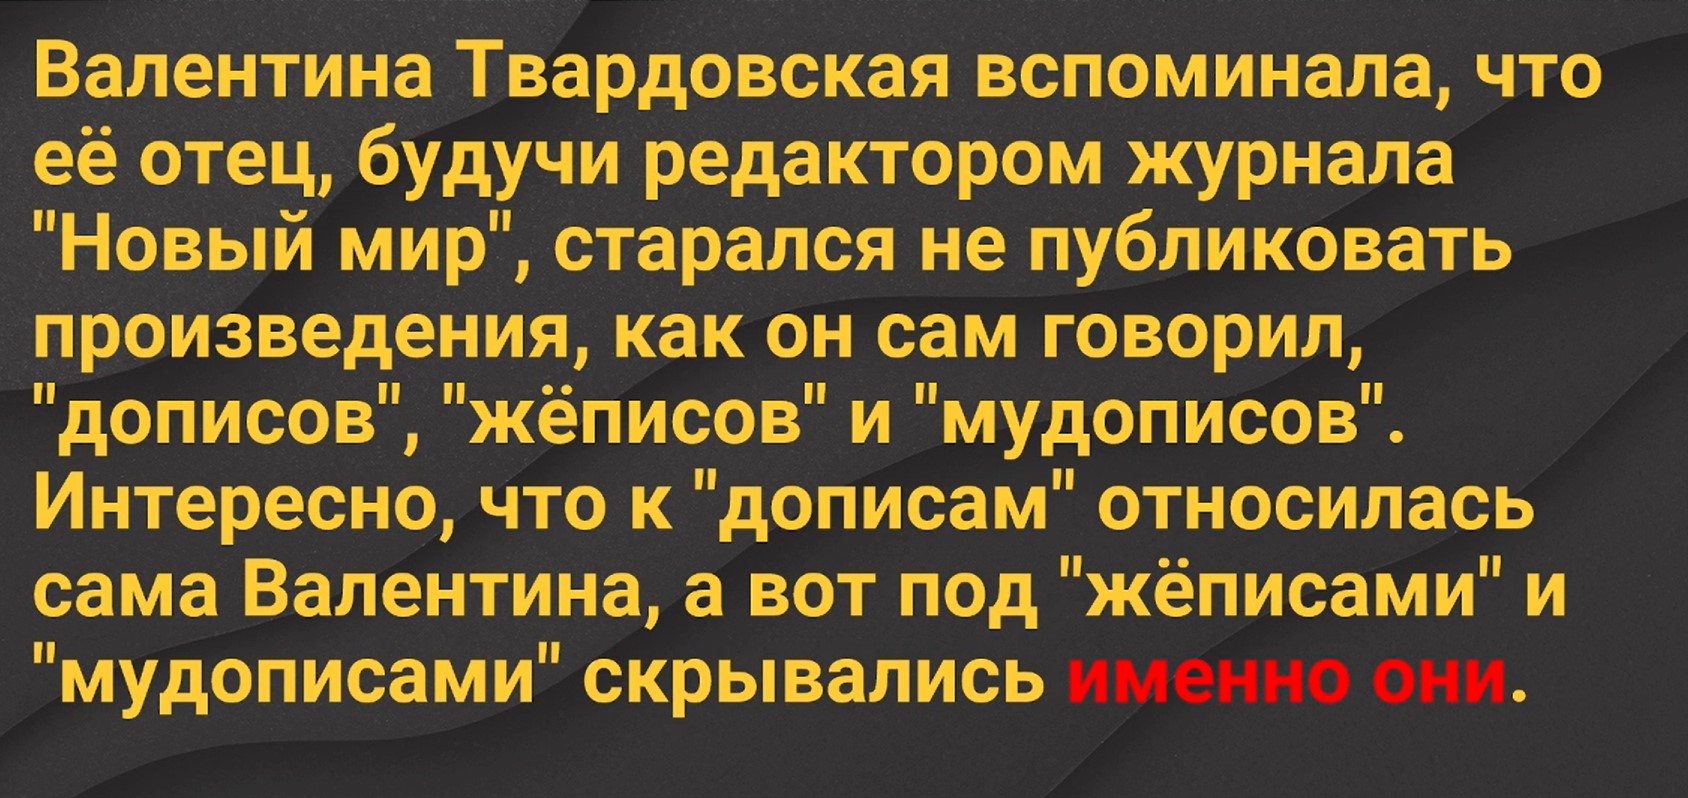 Валентина Твардовская вспоминала, что
её отец, будучи редактором журнала
"Новый мир", старался не публиковать
произведения, как он сам говорил,
"дописов", "жёписов" и "мудописов".
Интересно, что к "дописам" относилась
сама Валентина, а вот под "жёписами" и
"мудописами" скрывались именно они.